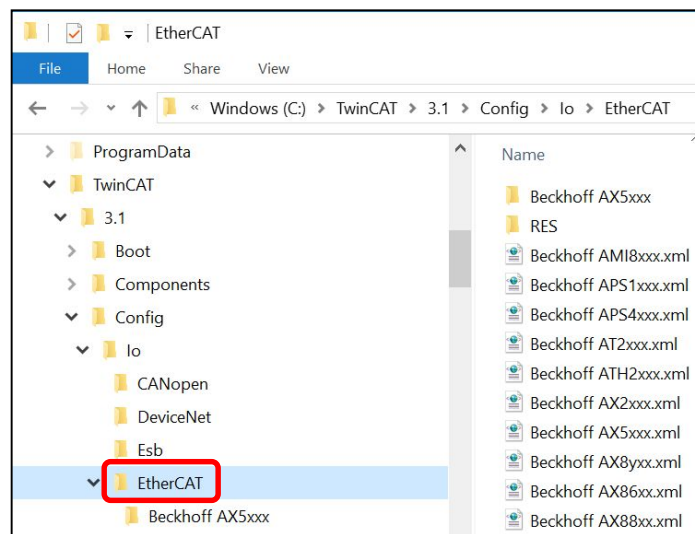 EtherCAT
File Home Share View
« Windows (C:) > TwinCAT > 3.1 > Config > Io > EtherCAT
ProgramData
TwinCAT
3.1
Boot
Components
Config
Io
CANopen
DeviceNet
Esb
EtherCAT
Beckhoff AX5xxx
Name
Beckhoff AX5xxx
RES
Beckhoff AMI8xxx.xml
Beckhoff APS1xxx.xml
Beckhoff APS4xxx.xml
Beckhoff AT2xxx.xml
Beckhoff ATH2xxx.xml
Beckhoff AX2xxx.xml
Beckhoff AX5xxx.xml
Beckhoff AX8yxx.xml
Beckhoff AX86xx.xml
Beckhoff AX88xx.xml